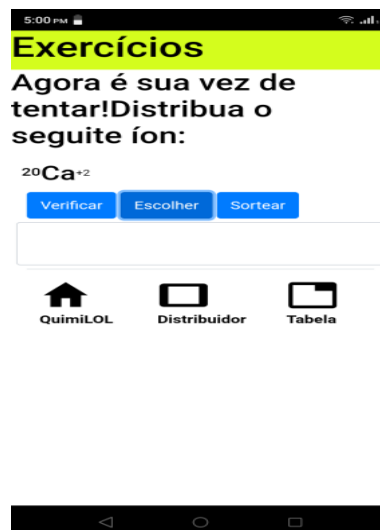 5:00 PM
Exercícios
Agora é sua vez de
tentar!Distribua o
seguite íon:
20Ca+2
Verificar Escolher Sortear
QuimiLOL Distribuidor Tabela